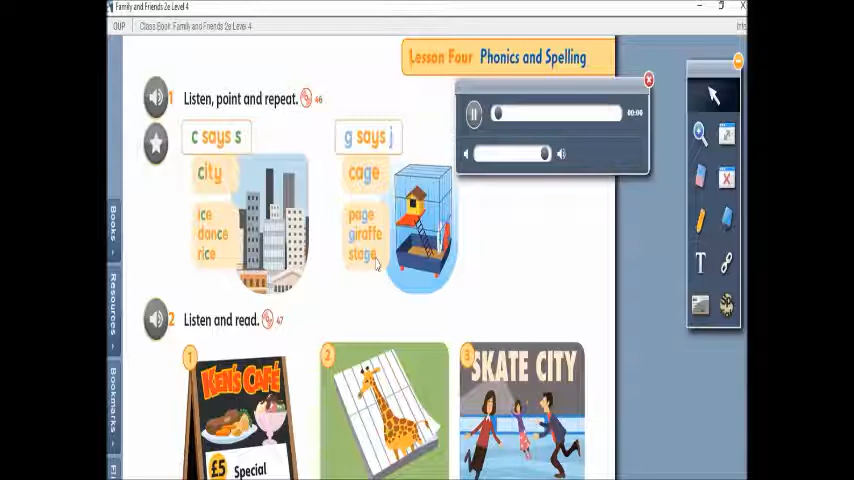 Family and Friends 2e Level 4
OUP
Class Book: Family and Friends 2e Level 4
Lesson Four Phonics and Spelling
1 Listen, point and repeat. 46
00:00
c says s
g says j
city
cage
ice
dance
rice
page
giraffe
stage
Books
Resources
Bookmarks
2 Listen and read. 47
1
2
3
KEN'S CAFÉ
£5 Special
SKATE CITY
T